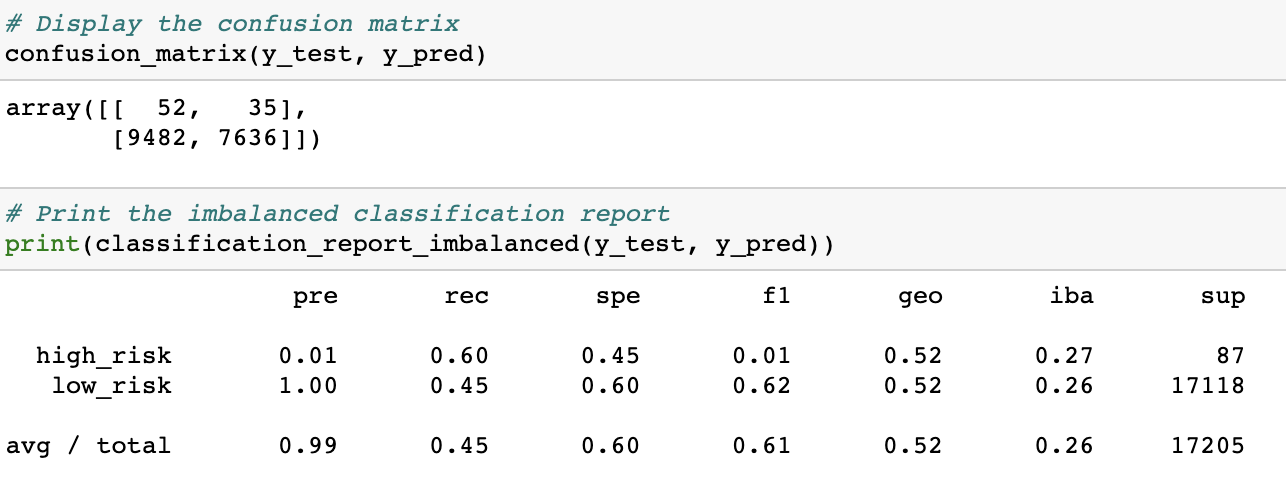 # Display the confusion matrix
confusion_matrix(y_test, y_pred)
array([[  52,   35],
       [9482, 7636]])
# Print the imbalanced classification report
print(classification_report_imbalanced(y_test, y_pred))
pre rec spe f1 geo iba sup
high_risk 0.01 0.60 0.45 0.01 0.52 0.27 87
low_risk 1.00 0.45 0.60 0.62 0.52 0.26 17118
avg / total 0.99 0.45 0.60 0.61 0.52 0.26 17205